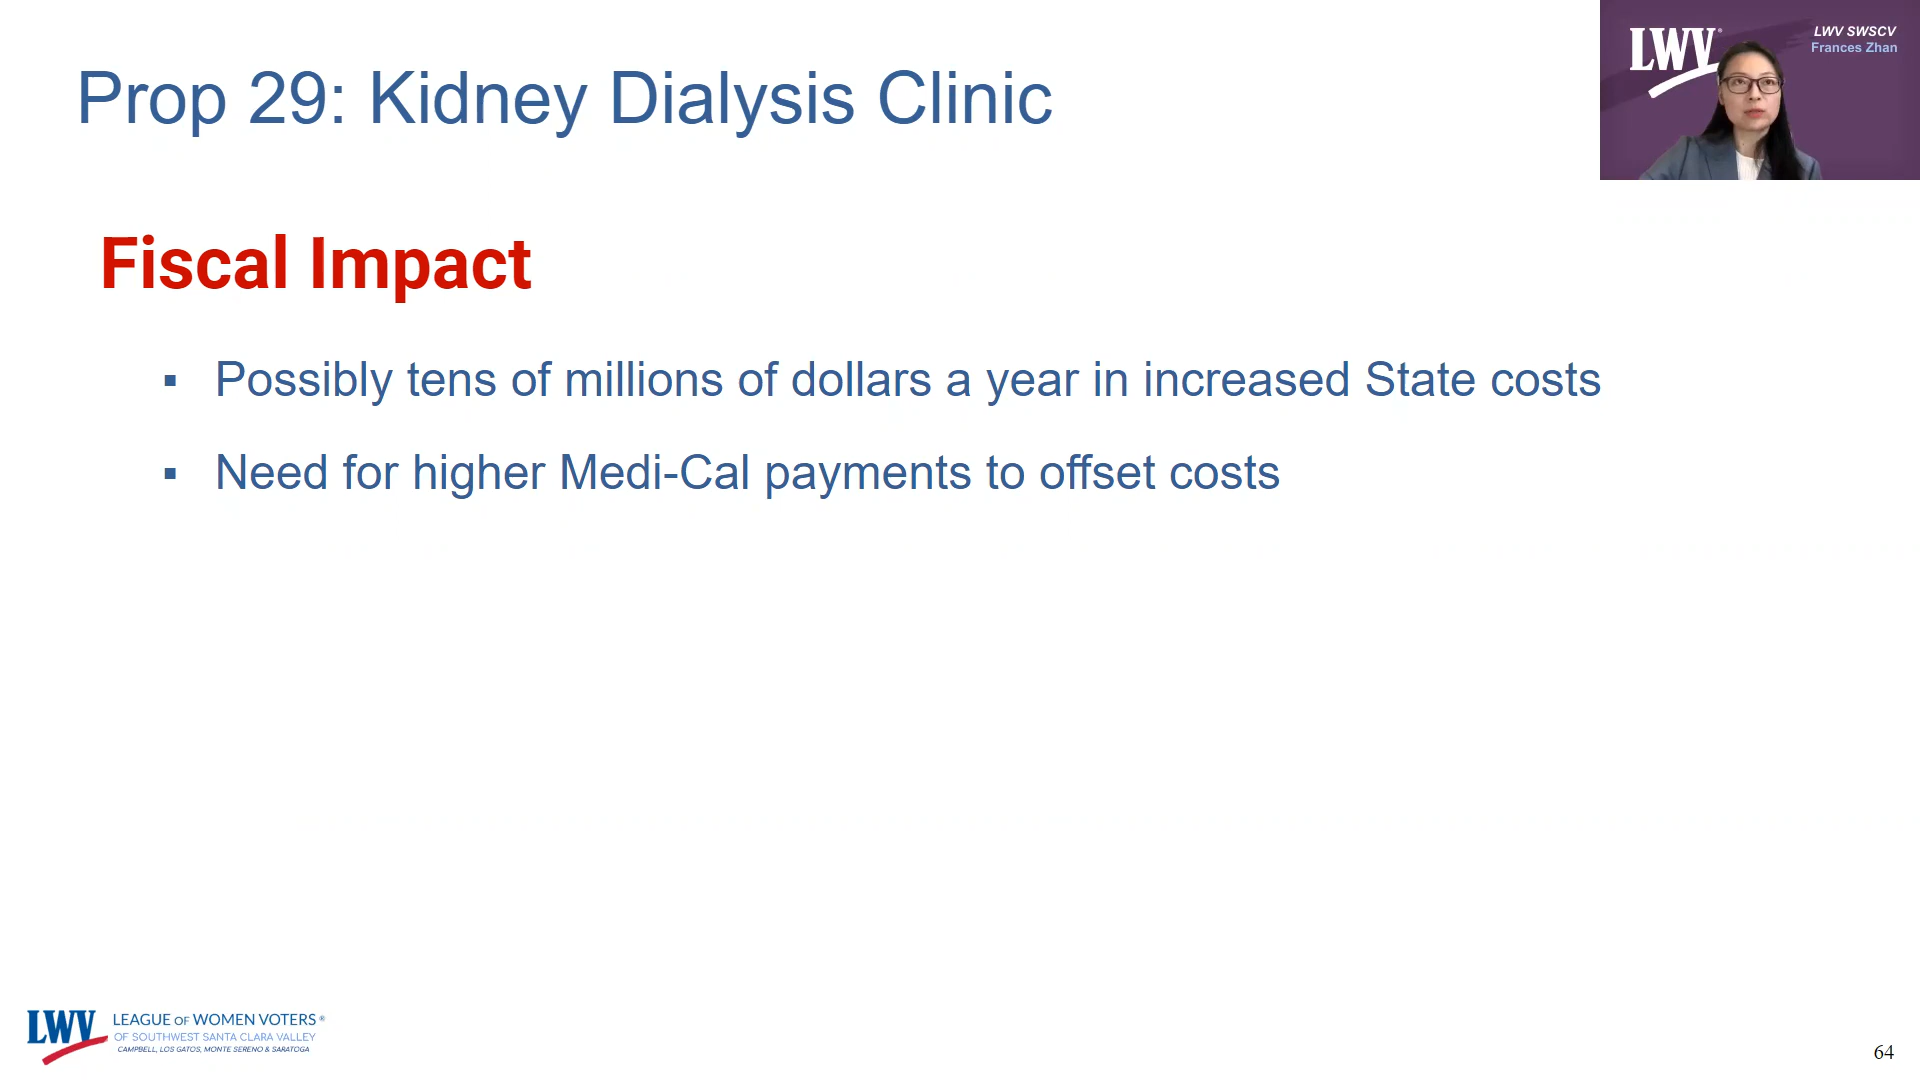 Prop 29: Kidney Dialysis Clinic
LWV®
LWV SWSCV
Frances Zhan
Fiscal Impact
▪ Possibly tens of millions of dollars a year in increased State costs
▪ Need for higher Medi-Cal payments to offset costs
LWV
LEAGUE OF WOMEN VOTERS®
OF SOUTHWEST SANTA CLARA VALLEY
CAMPBELL, LOS GATOS, MONTE SERENO & SARATOGA
64